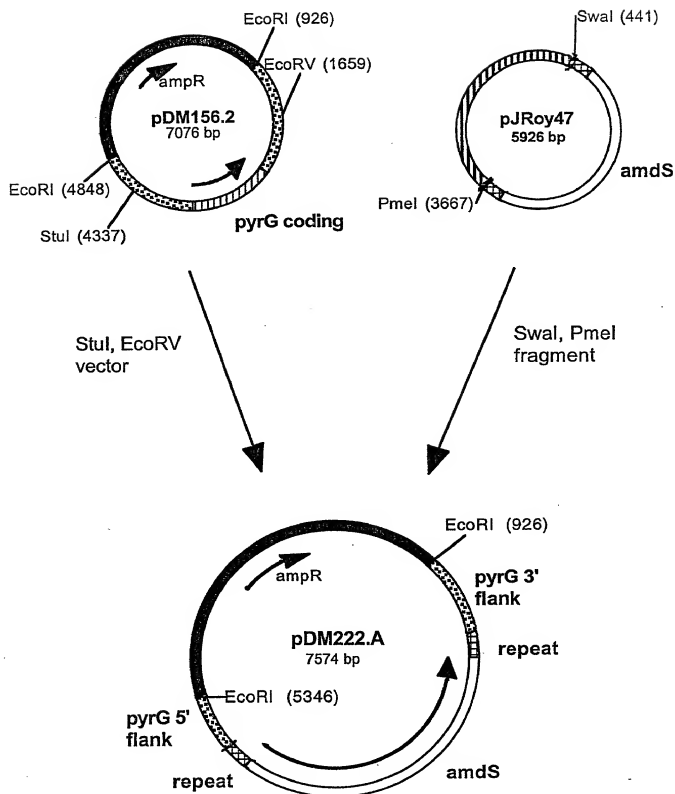 EcoRI (926)
EcoRV (1659)
ampR
pDM156.2
7076 bp
EcoRI (4848)
StuI (4337)
pyrG coding
SwaI (441)
pJRoy47
5926 bp
amdS
PmeI (3667)
StuI, EcoRV
vector
SwaI, PmeI
fragment
EcoRI (926)
ampR
pyrG 3'
flank
pDM222.A
7574 bp
repeat
EcoRI (5346)
pyrG 5'
flank
repeat
amdS